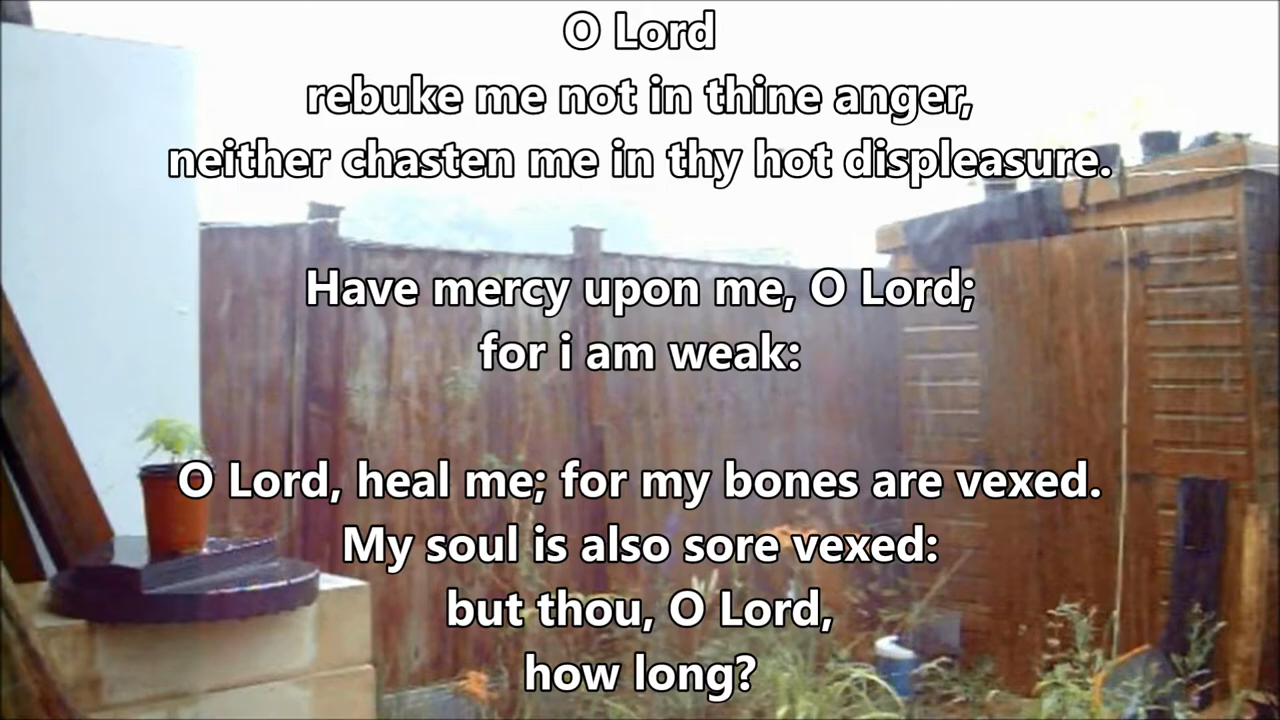 O Lord
rebuke me not in thine anger,
neither chasten me in thy hot displeasure.
Have mercy upon me, O Lord;
for i am weak:
O Lord, heal me; for my bones are vexed.
My soul is also sore vexed:
but thou, O Lord,
how long?